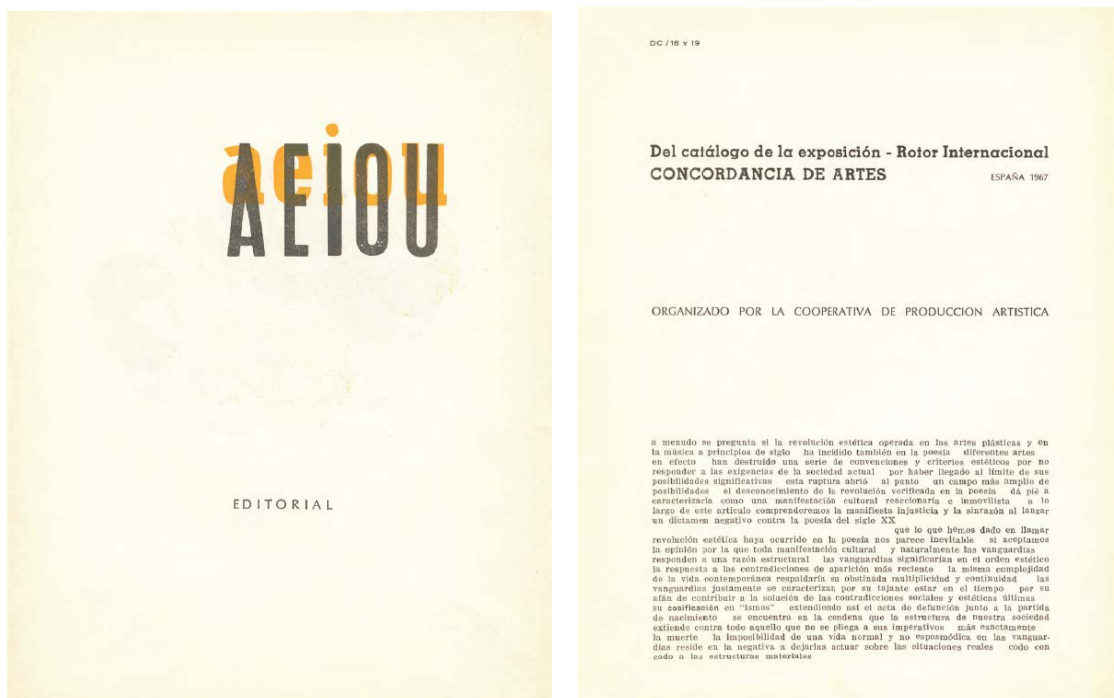 aeiou
AEiOU
EDITORIAL
DC / 18 y 19
Del catálogo de la exposición - Rotor Internacional
CONCORDANCIA DE ARTES ESPAÑA 1967
ORGANIZADO POR LA COOPERATIVA DE PRODUCCION ARTISTICA
a menudo se pregunta si la revolución estética operada en las artes plásticas y en
la música a principios de siglo ha incidido también en la poesía diferentes artes
en efecto han destruído una serie de convenciones y criterios estéticos por no
responder a las exigencias de la sociedad actual por haber llegado al límite de sus
posibilidades significativas esta ruptura abrió al punto un campo más amplio de
posibilidades el desconocimiento de la revolución verificada en la poesía dá pié a
caracterizarla como una manifestación cultural reaccionaria e inmovilista a lo
largo de este artículo comprenderemos la manifiesta injusticia y la sinrazón al lanzar
un dictamen negativo contra la poesía del siglo XX
que lo que hémos dado en llamar
revolución estética haya ocurrido en la poesía nos parece inevitable si aceptamos
la opinión por la que toda manifestación cultural y naturalmente las vanguardias
responden a una razón estructural las vanguardias significarían en el orden estético
la respuesta a las contradicciones de aparición más reciente la misma complejidad
de la vida contemporánea respaldaría su obstinada multiplicidad y continuidad las
vanguardias justamente se caracterizan por su tajante estar en el tiempo por su
afán de contribuir a la solución de las contradicciones sociales y estéticas últimas
su cosificación en "ismos" extendiendo así el acta de defunción junto a la partida
de nacimiento se encuentra en la condena que la estructura de nuestra sociedad
extiende contra todo aquello que no se pliega a sus imperativos más exactamente
la muerte la imposibilidad de una vida normal y no espasmódica en las vanguar-
dias reside en la negativa a dejarlas actuar sobre las situaciones reales codo con
codo a las estructuras materiales